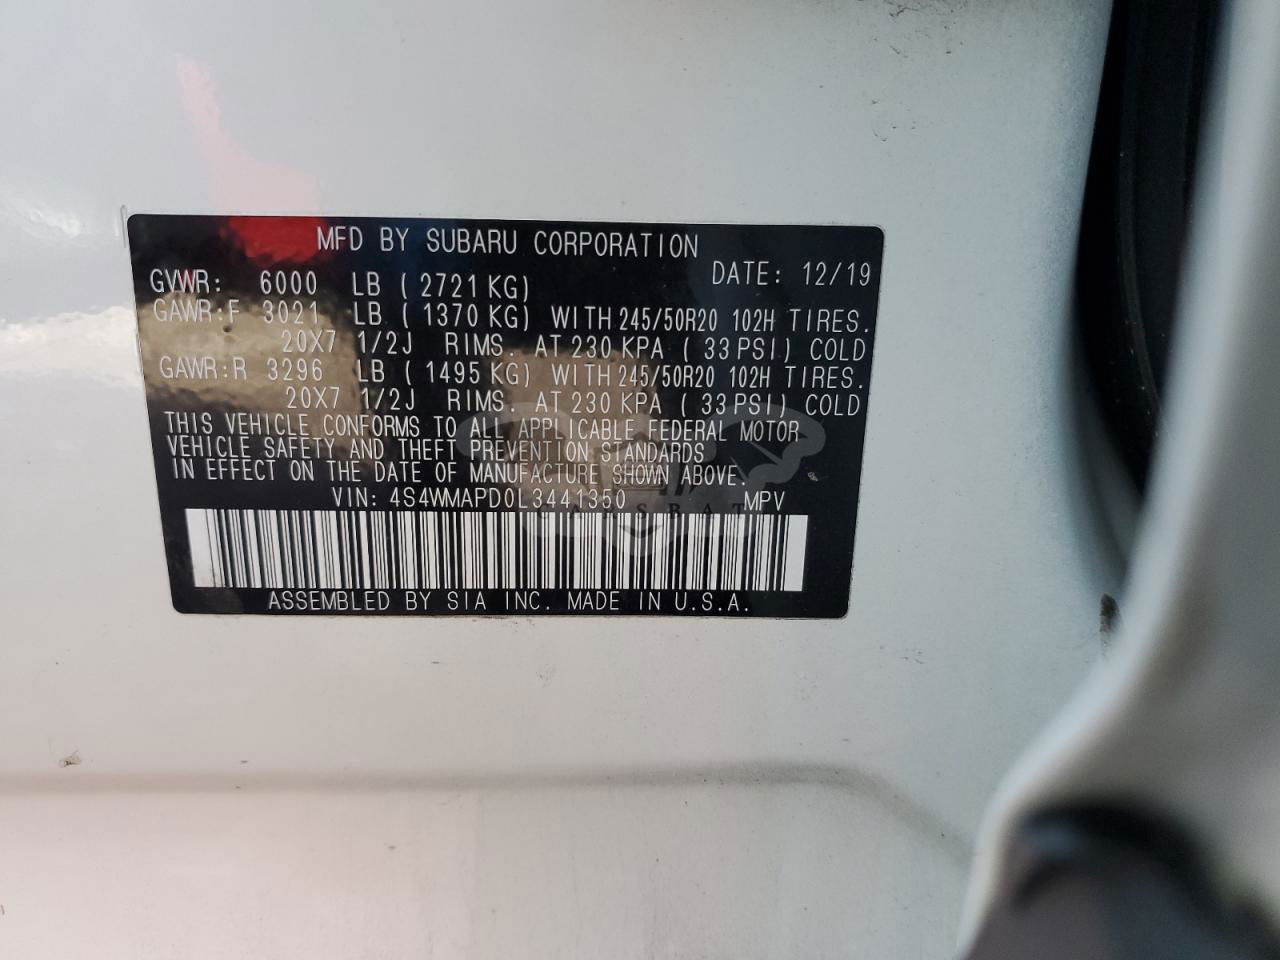 MFD BY SUBARU CORPORATION
GVWR: 6000 LB ( 2721 KG) DATE: 12/19
GAWR:F 3021 LB ( 1370 KG) WITH 245/50R20 102H TIRES.
20X7 1/2J RIMS. AT 230 KPA ( 33 PSI) COLD
GAWR:R 3296 LB ( 1495 KG) WITH 245/50R20 102H TIRES.
20X7 1/2J RIMS. AT 230 KPA ( 33 PSI) COLD
THIS VEHICLE CONFORMS TO ALL APPLICABLE FEDERAL MOTOR
VEHICLE SAFETY AND THEFT PREVENTION STANDARDS
IN EFFECT ON THE DATE OF MANUFACTURE SHOWN ABOVE.
VIN: 4S4WMAPD0L3441350 MPV
ASSEMBLED BY SIA INC. MADE IN U.S.A.